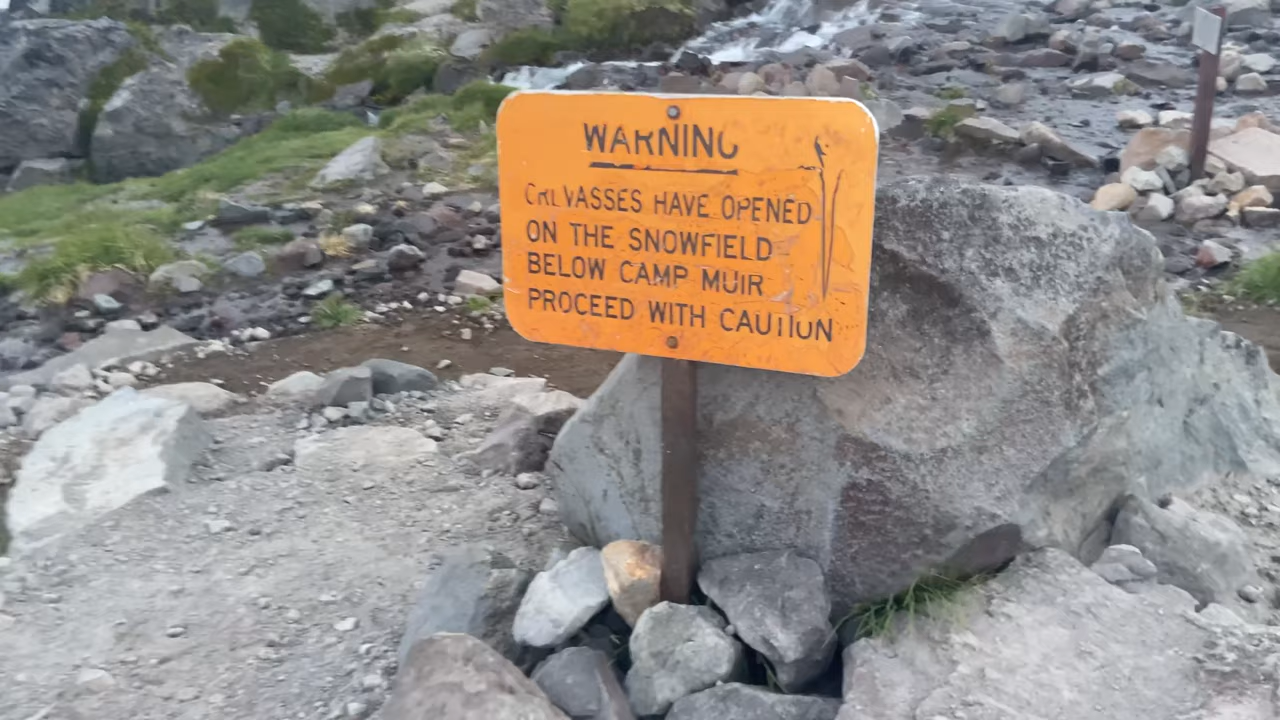 WARNING
CREVASSES HAVE OPENED
ON THE SNOWFIELD
BELOW CAMP MUIR
PROCEED WITH CAUTION